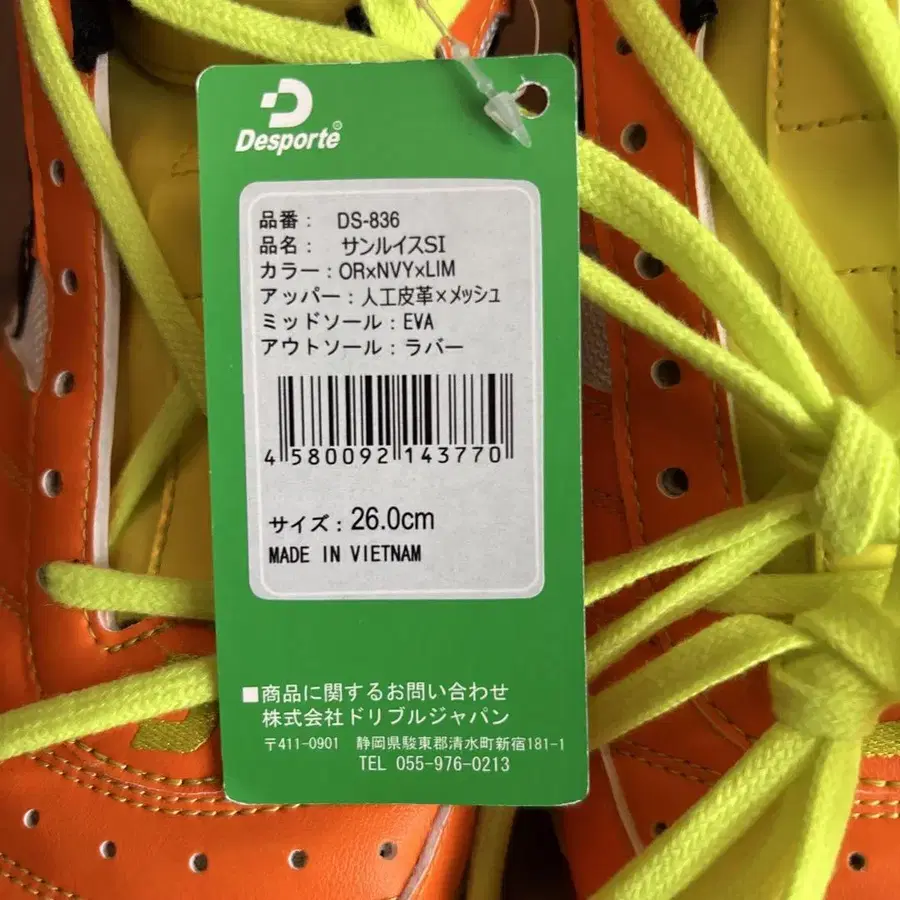 Desporte®
品番： DS-836
品名： サンルイスSI
カラー：OR×NVY×LIM
アッパー：人工皮革×メッシュ
ミッドソール：EVA
アウトソール：ラバー
4 580092 143770
サイズ：26.0cm
MADE IN VIETNAM
■商品に関するお問い合わせ
株式会社ドリブルジャパン
〒411-0901 静岡県駿東郡清水町新宿181-1
TEL 055-976-0213